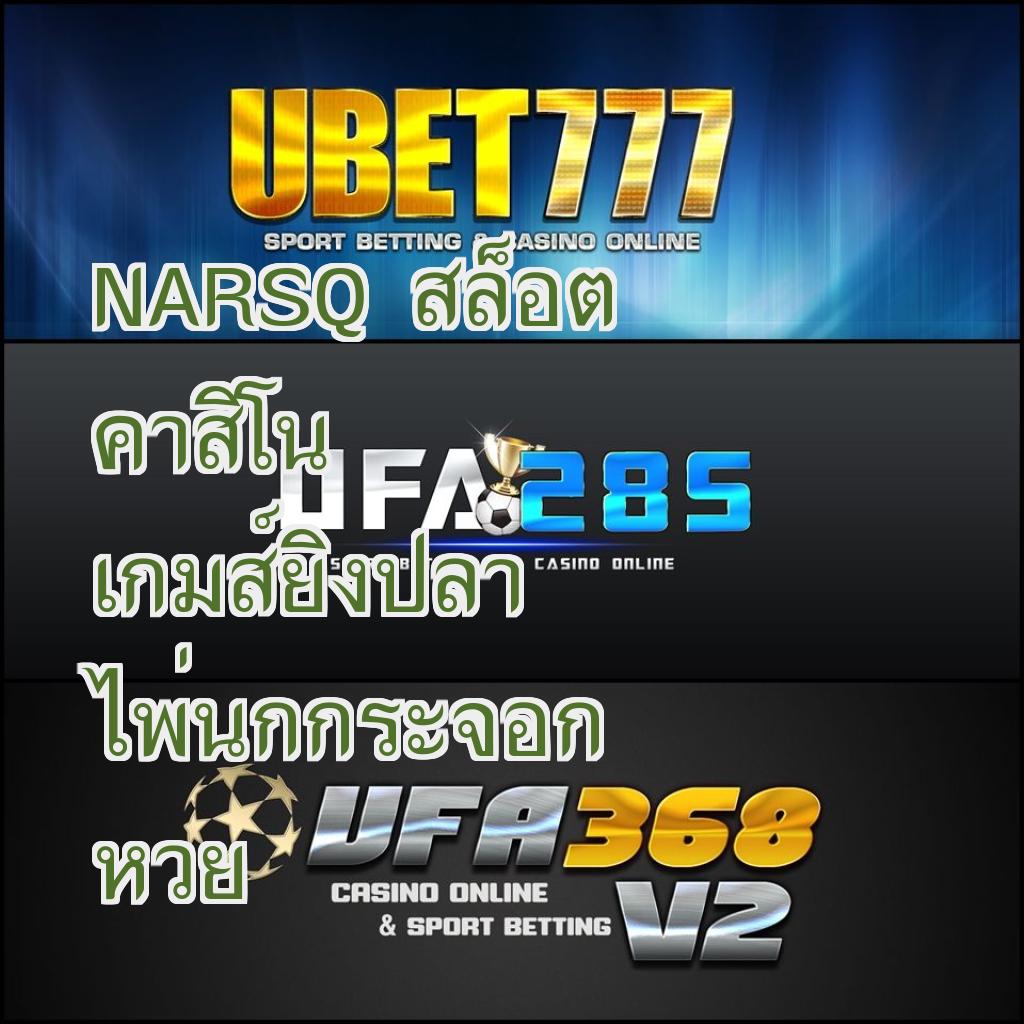 UBET777
SPORT BETTING & CASINO ONLINE
NARSQ สล็อต
คาสิโน
UFA285
CASINO ONLINE
เกมส์ยิงปลา
ไพ่นกกระจอก
UFA368
หวย
CASINO ONLINE
& SPORT BETTING
V2